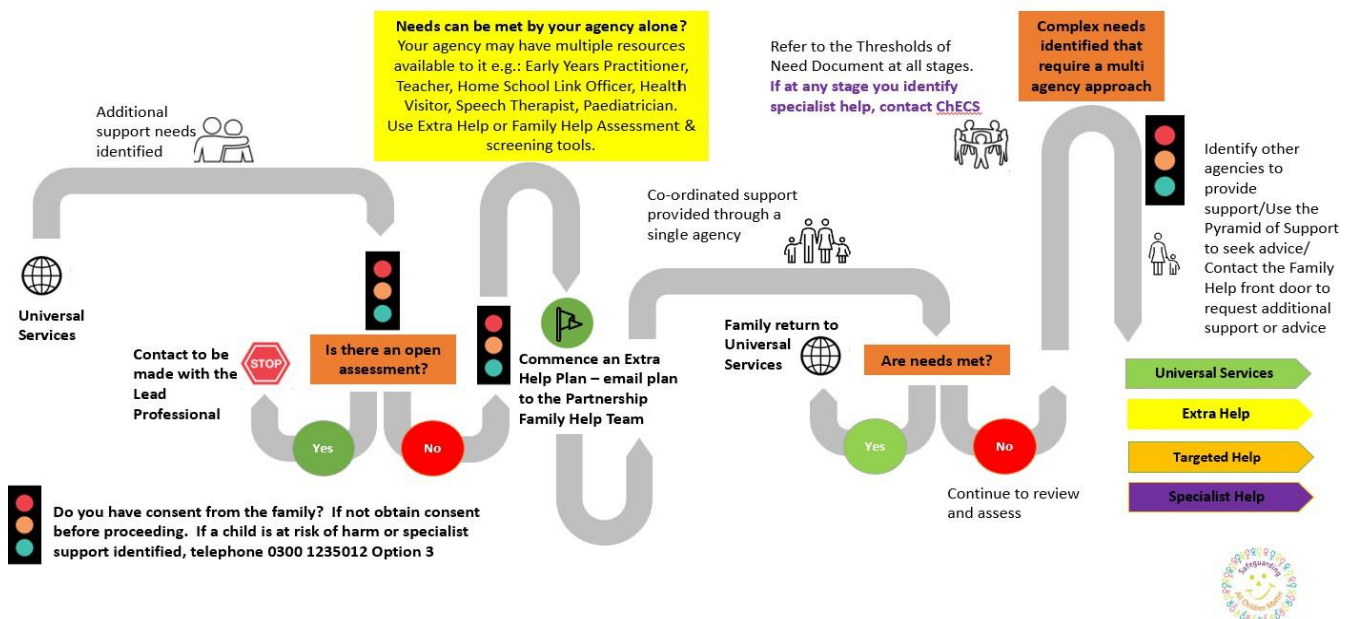 Needs can be met by your agency alone?
Your agency may have multiple resources
available to it e.g.: Early Years Practitioner,
Teacher, Home School Link Officer, Health
Visitor, Speech Therapist, Paediatrician.
Use Extra Help or Family Help Assessment &
screening tools.
Refer to the Thresholds of
Need Document at all stages.
If at any stage you identify
specialist help, contact ChECS
Complex needs
identified that
require a multi
agency approach
Additional
support needs
identified
Identify other
agencies to
provide
support/Use the
Pyramid of Support
to seek advice/
Contact the Family
Help front door to
request additional
support or advice
Co-ordinated support
provided through a
single agency
Universal
Services
Contact to be
made with the
Lead
Professional
STOP
Is there an open
assessment?
Yes
No
Commence an Extra
Help Plan – email plan
to the Partnership
Family Help Team
Family return to
Universal
Services
Are needs met?
Yes
No
Continue to review
and assess
Universal Services
Extra Help
Targeted Help
Specialist Help
Do you have consent from the family? If not obtain consent
before proceeding. If a child is at risk of harm or specialist
support identified, telephone 0300 1235012 Option 3
Safeguarding
All Children Matter